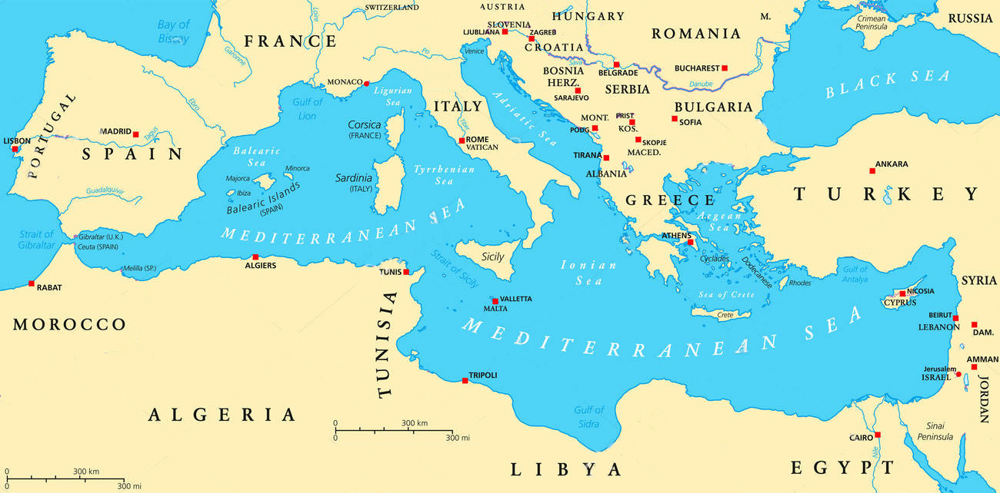 SWITZERLAND
AUSTRIA
HUNGARY
M.
Crimean
Peninsula
RUSSIA
Bay of
Biscay
FRANCE
Loire
Garonne
Po
Venice
SLOVENIA
LJUBLJANA
ZAGREB
CROATIA
ROMANIA
BUCHAREST
Danube
BLACK SEA
Sava
BELGRADE
BOSNIA
HERZ.
SARAJEVO
SERBIA
BULGARIA
SOFIA
MONACO
Ligurian
Sea
Gulf of
Lion
Ebro
PORTUGAL
LISBON
MADRID
Tagus
SPAIN
Guadalquivir
Balearic
Sea
Minorca
Majorca
Ibiza
Balearic Islands
(SPAIN)
Corsica
(FRANCE)
Sardinia
(ITALY)
ITALY
Tiber
ROME
VATICAN
Adriatic Sea
Tyrrhenian
Sea
MONT.
PODG.
PRIST
KOS.
SKOPJE
MACED.
TIRANA
ALBANIA
GREECE
Aegean
Sea
ATHENS
Cyclades
Dodecanese
Rhodes
Sea of Crete
Crete
ANKARA
TURKEY
Gulf of
Antalya
NICOSIA
CYPRUS
SYRIA
BEIRUT
LEBANON
DAM.
AMMAN
Jerusalem
ISRAEL
JORDAN
Strait of
Gibraltar
Gibraltar (U.K.)
Ceuta (SPAIN)
Melilla (SP.)
MEDITERRANEAN SEA
Strait of Sicily
Sicily
Ionian
Sea
RABAT
MOROCCO
ALGIERS
TUNIS
TUNISIA
VALLETTA
MALTA
MEDITERRANEAN SEA
TRIPOLI
ALGERIA
Gulf of
Sidra
LIBYA
EGYPT
CAIRO
Nile
Sinai
Peninsula
0 300 km
0 300 mi
0 300 km
0 300 mi